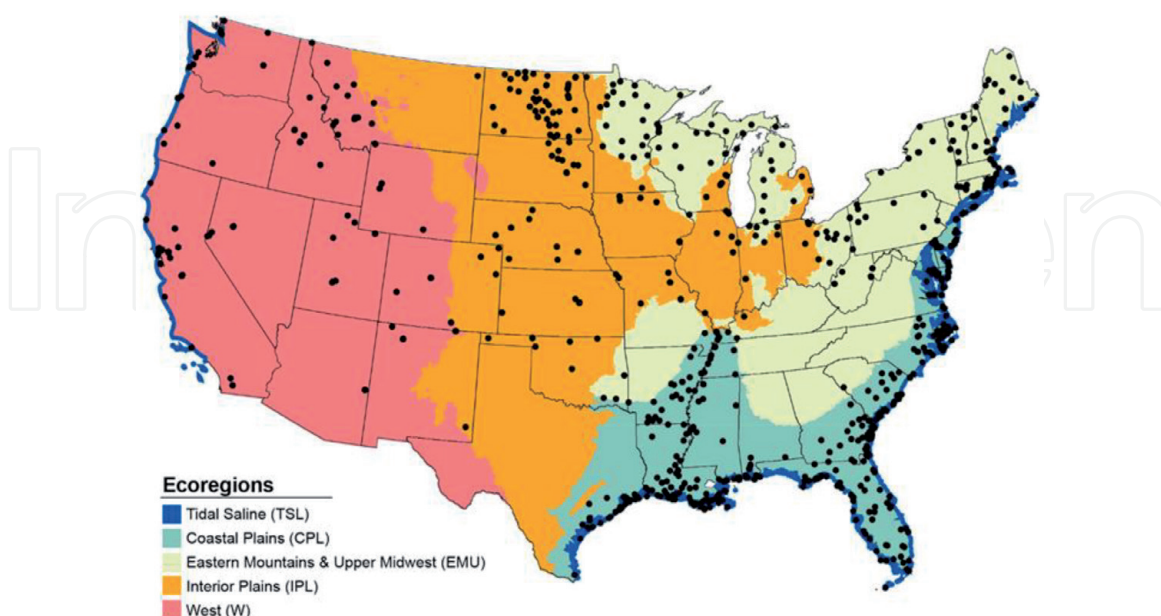 Ecoregions
Tidal Saline (TSL)
Coastal Plains (CPL)
Eastern Mountains & Upper Midwest (EMU)
Interior Plains (IPL)
West (W)